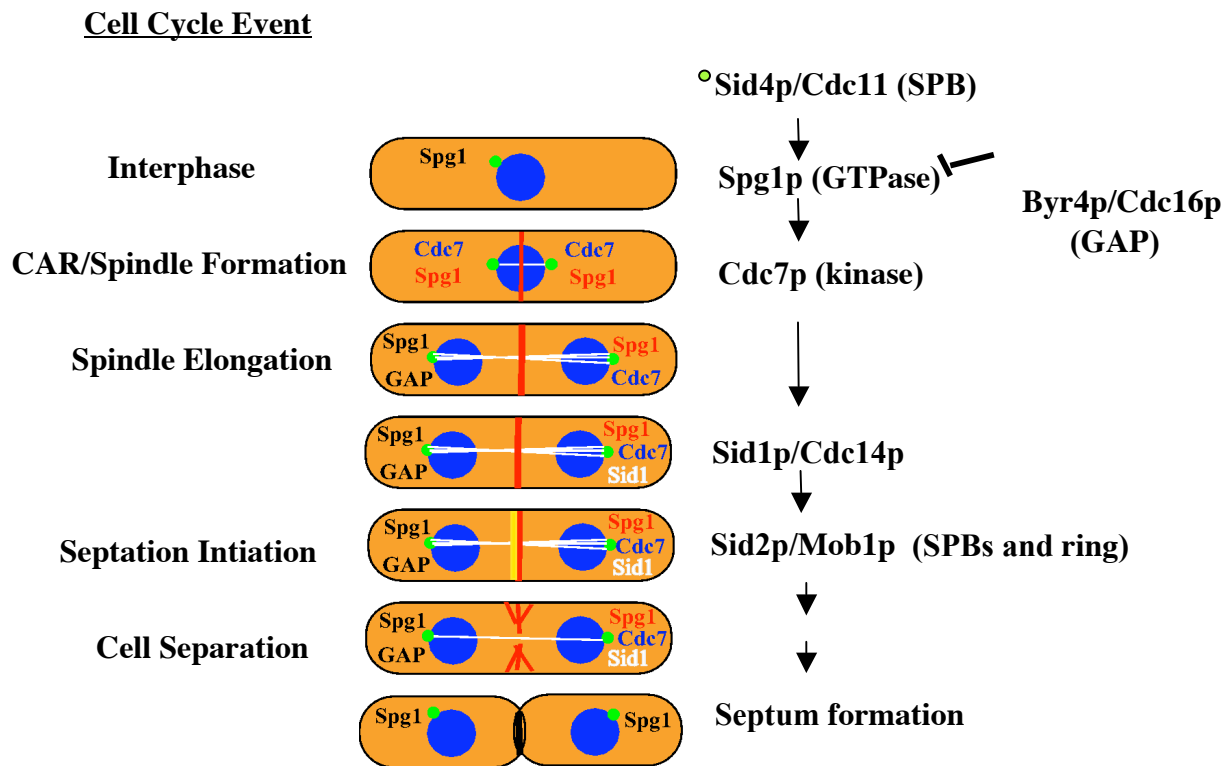 Cell Cycle Event
Sid4p/Cdc11 (SPB)
Interphase
Spg1
Spg1p (GTPase)
Byr4p/Cdc16p
(GAP)
CAR/Spindle Formation
Cdc7 Cdc7
Spg1 Spg1
Cdc7p (kinase)
Spindle Elongation
Spg1 Spg1
GAP Cdc7
Spg1 Spg1
Cdc7
GAP Sid1
Sid1p/Cdc14p
Septation Intiation
Spg1 Spg1
Cdc7
GAP Sid1
Sid2p/Mob1p (SPBs and ring)
Cell Separation
Spg1 Spg1
Cdc7
GAP Sid1
Spg1 Spg1
Septum formation